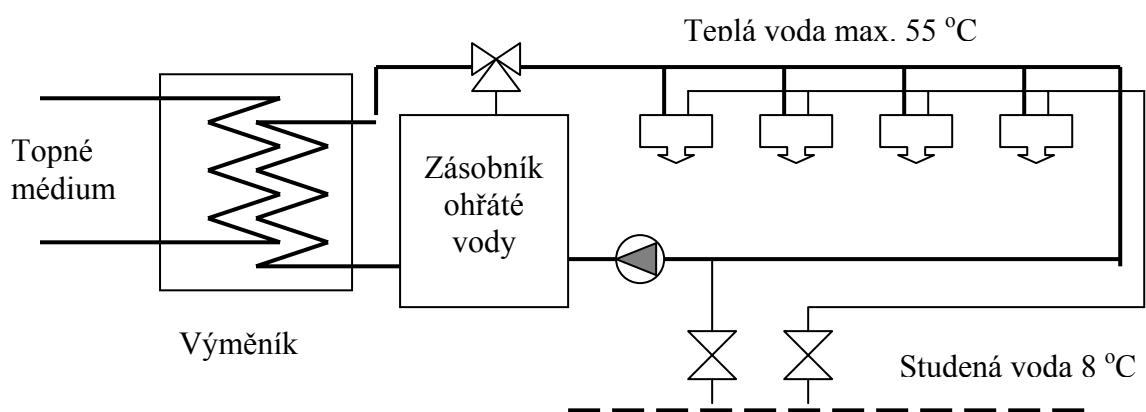 Teplá voda max. 55 °C
Topné
médium
Zásobník
ohřáté
vody
Výměník
Studená voda 8 °C